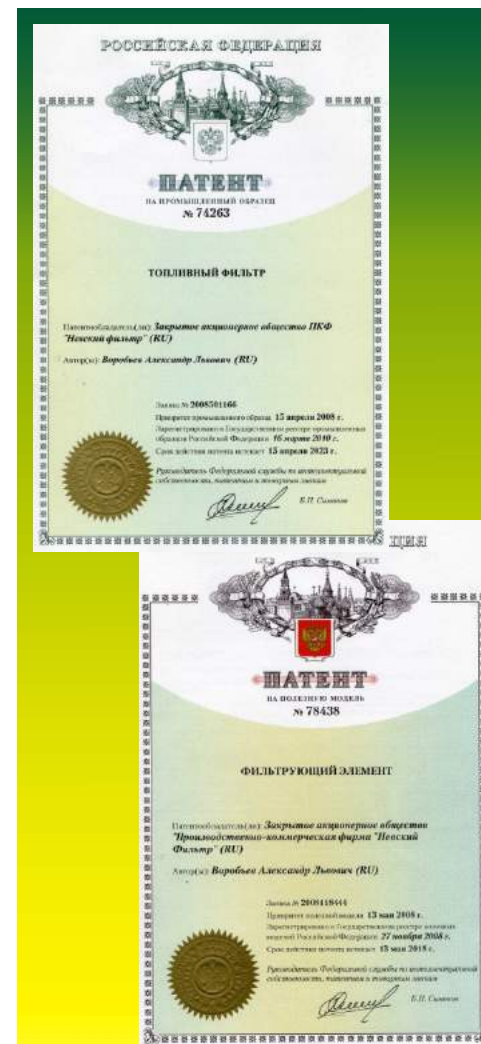 РОССИЙСКАЯ ФЕДЕРАЦИЯ
ПАТЕНТ
НА ПРОМЫШЛЕННЫЙ ОБРАЗЕЦ
№ 74263
ТОПЛИВНЫЙ ФИЛЬТР
Патентообладатель(ли): Закрытое акционерное общество ПКФ
"Невский фильтр" (RU)
Автор(ы): Воробьев Александр Львович (RU)
Заявка № 2008501166
Приоритет промышленного образца 15 апреля 2008 г.
Зарегистрировано в Государственном реестре промышленных
образцов Российской Федерации 16 марта 2010 г.
Срок действия патента истекает 15 апреля 2023 г.
Руководитель Федеральной службы по интеллектуальной
собственности, патентам и товарным знакам
Б.П. Симонов
ЦИЯ
ПАТЕНТ
НА ПОЛЕЗНУЮ МОДЕЛЬ
№ 78438
ФИЛЬТРУЮЩИЙ ЭЛЕМЕНТ
Патентообладатель(ли): Закрытое акционерное общество
"Производственно-коммерческая фирма "Невский
Фильтр" (RU)
Автор(ы): Воробьев Александр Львович (RU)
Заявка № 2008118444
Приоритет полезной модели 13 мая 2008 г.
Зарегистрировано в Государственном реестре полезных
моделей Российской Федерации 27 ноября 2008 г.
Срок действия патента истекает 13 мая 2018 г.
Руководитель Федеральной службы по интеллектуальной
собственности, патентам и товарным знакам
Б.П. Симонов